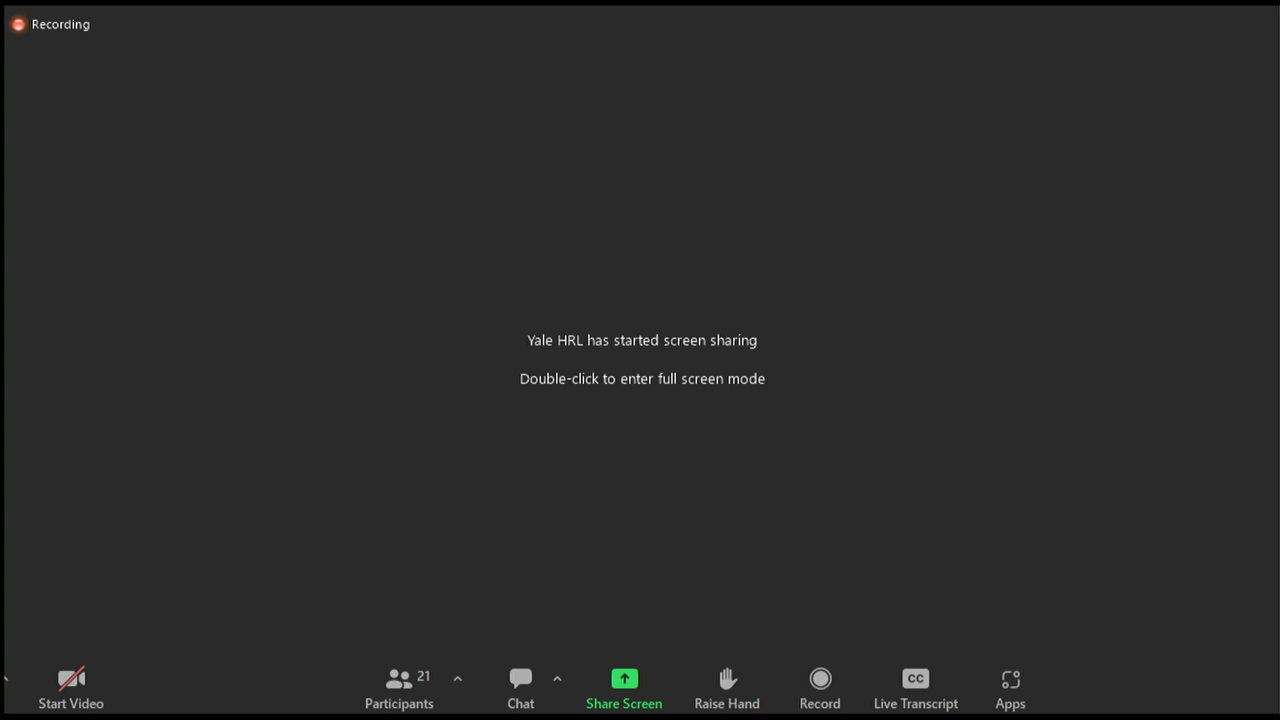 Recording
Yale HRL has started screen sharing
Double-click to enter full screen mode
21
CC
Start Video
Participants
Chat
Share Screen
Raise Hand
Record
Live Transcript
Apps